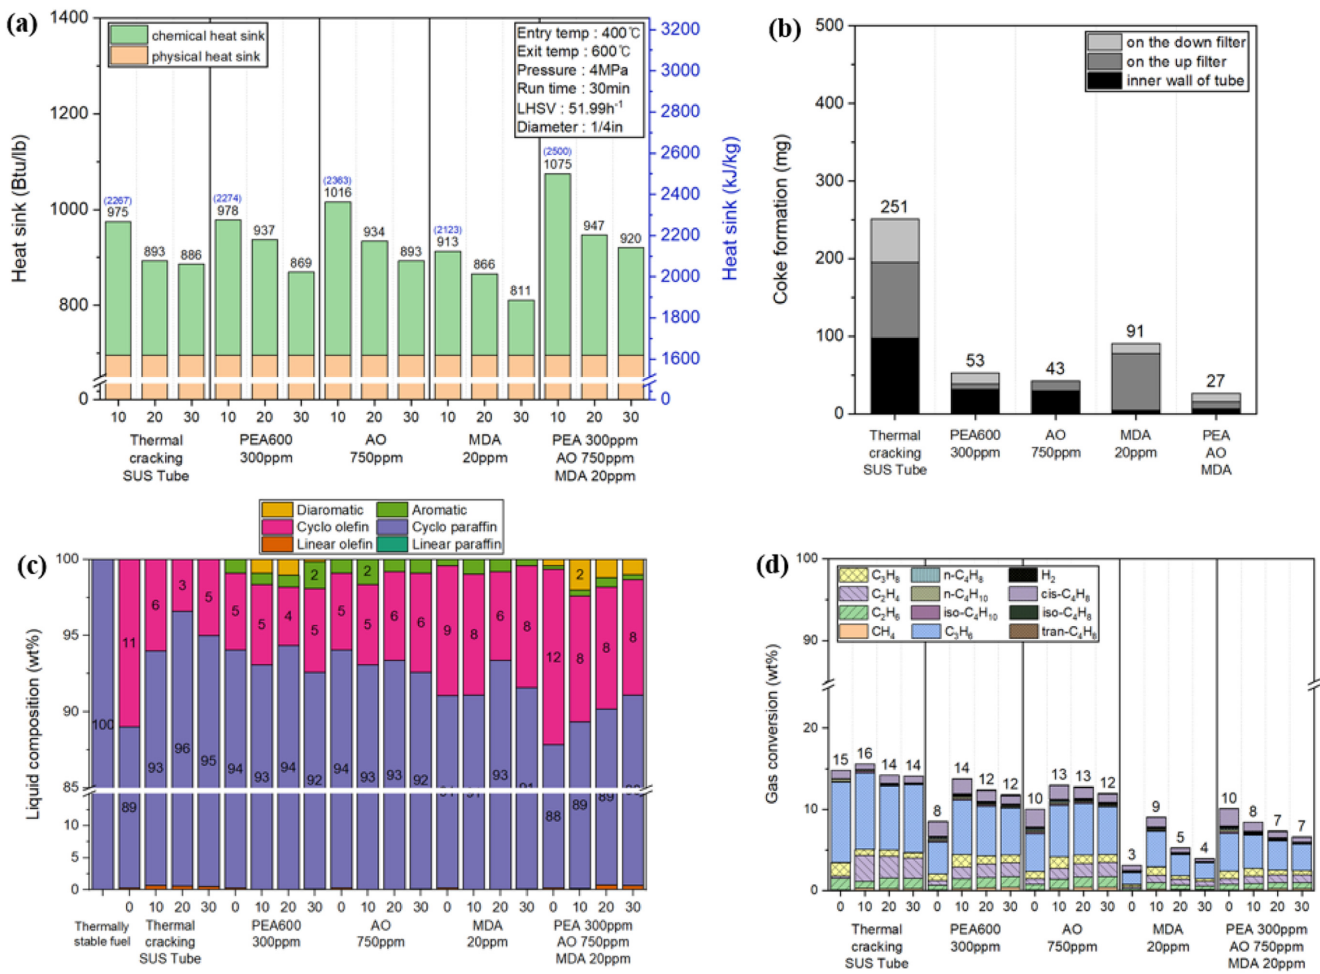 (a)
1400
1200
1000
800
0
Heat sink (Btu/lb)
chemical heat sink
physical heat sink
Entry temp : 400℃
Exit temp : 600℃
Pressure : 4MPa
Run time : 30min
LHSV : 51.99h⁻¹
Diameter : 1/4in
(2267)
975
893
886
(2274)
978
937
869
(2363)
1016
934
893
(2123)
913
866
811
(2500)
1075
947
920
3200
3000
2800
2600
2400
2200
2000
1800
1600
0
Heat sink (kJ/kg)
10 20 30 10 20 30 10 20 30 10 20 30 10 20 30
Thermal
cracking
SUS Tube
PEA600
300ppm
AO
750ppm
MDA
20ppm
PEA 300ppm
AO 750ppm
MDA 20ppm
(b)
500
400
300
200
100
0
Coke formation (mg)
on the down filter
on the up filter
inner wall of tube
251
53
43
91
27
Thermal
cracking
SUS Tube
PEA600
300ppm
AO
750ppm
MDA
20ppm
PEA
AO
MDA
(c)
Diaromatic Aromatic
Cyclo olefin Cyclo paraffin
Linear olefin Linear paraffin
100
95
90
85
10
5
0
Liquid composition (wt%)
100
11
89
6
93
3
96
5
95
5
94
5
93
4
94
2
5
92
5
94
2
5
93
6
93
6
92
9
8
6
93
8
12
88
2
8
89
8
89
8
0 10 20 30 0 10 20 30 0 10 20 30 0 10 20 30 0 10 20 30
Thermally
stable fuel
Thermal
cracking
SUS Tube
PEA600
300ppm
AO
750ppm
MDA
20ppm
PEA 300ppm
AO 750ppm
MDA 20ppm
(d)
100
90
20
10
0
Gas conversion (wt%)
C₃H₈ n-C₄H₈ H₂
C₂H₄ n-C₄H₁₀ cis-C₄H₈
C₂H₆ iso-C₄H₁₀ iso-C₄H₈
CH₄ C₃H₆ tran-C₄H₈
15 16 14 14 8 14 12 12 10 13 13 12 3 9 5 4 10 8 7 7
0 10 20 30 0 10 20 30 0 10 20 30 0 10 20 30 0 10 20 30
Thermal
cracking
SUS Tube
PEA600
300ppm
AO
750ppm
MDA
20ppm
PEA 300ppm
AO 750ppm
MDA 20ppm